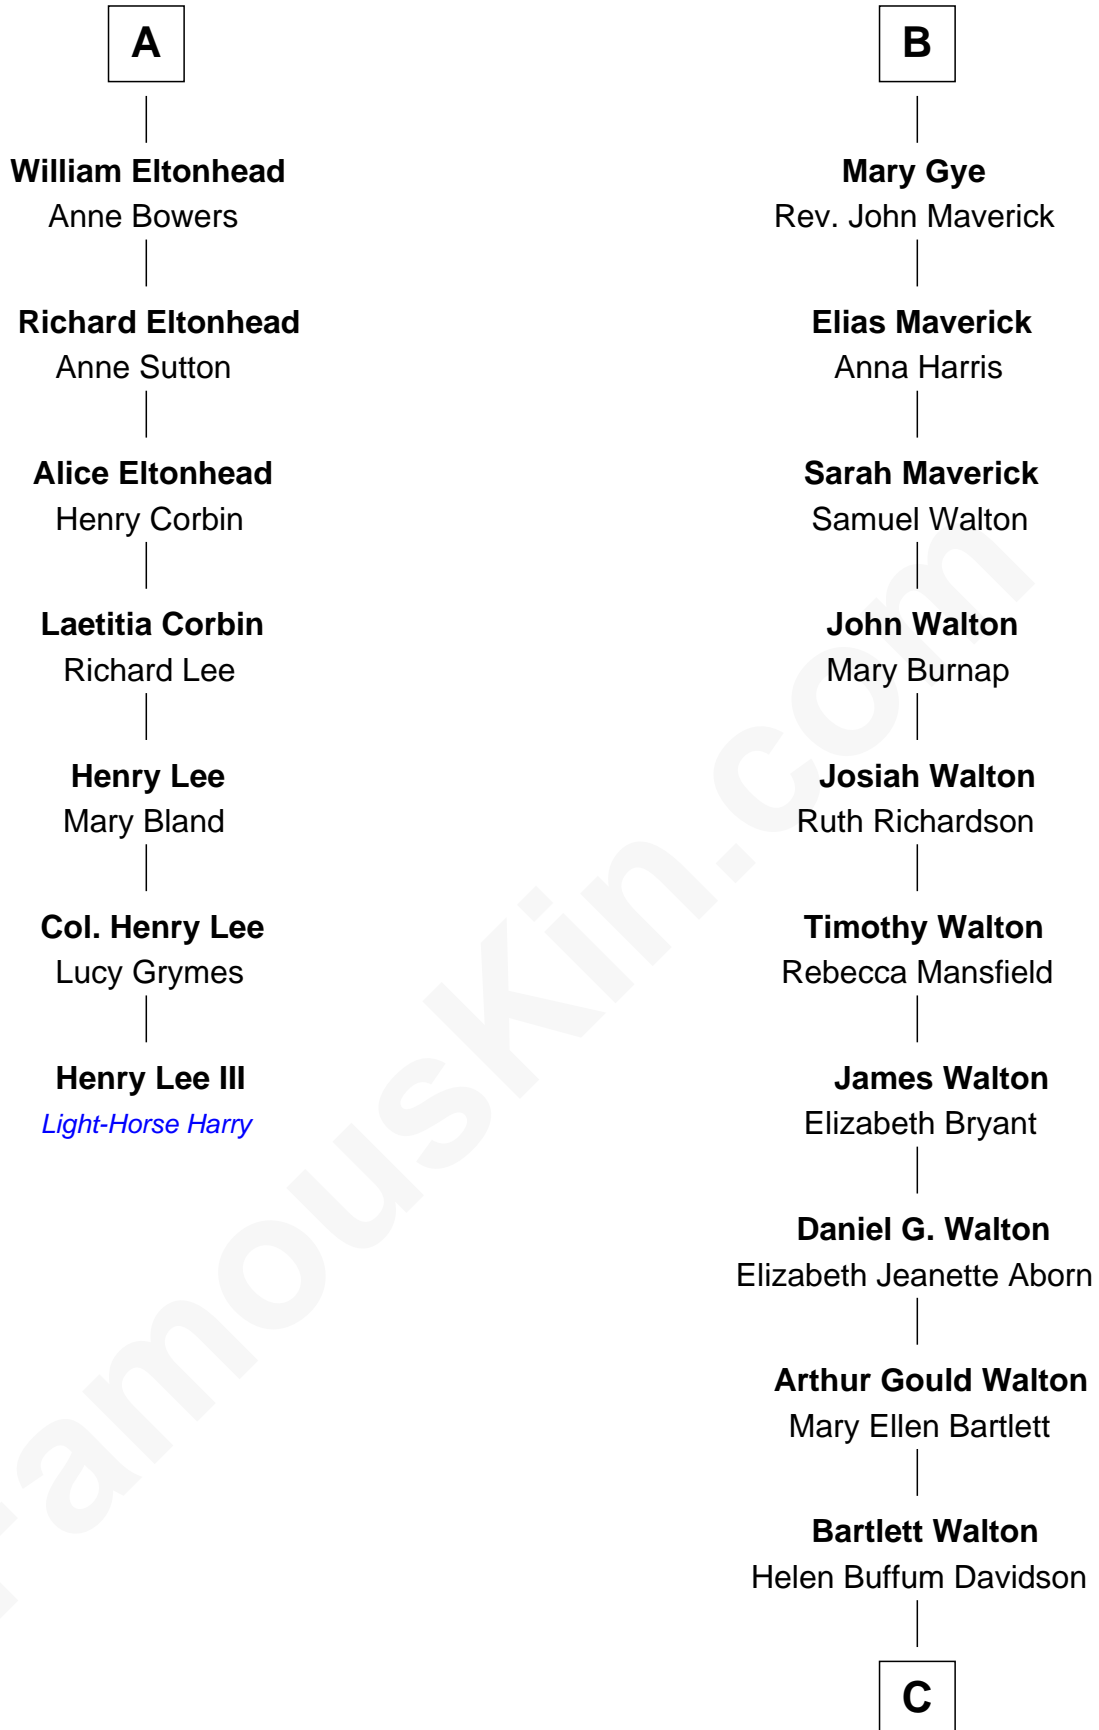 A
William Eltonhead
Anne Bowers
Richard Eltonhead
Anne Sutton
Alice Eltonhead
Henry Corbin
Laetitia Corbin
Richard Lee
Henry Lee
Mary Bland
Col. Henry Lee
Lucy Grymes
Henry Lee III
Light-Horse Harry
B
Mary Gye
Rev. John Maverick
Elias Maverick
Anna Harris
Sarah Maverick
Samuel Walton
John Walton
Mary Burnap
Josiah Walton
Ruth Richardson
Timothy Walton
Rebecca Mansfield
James Walton
Elizabeth Bryant
Daniel G. Walton
Elizabeth Jeanette Aborn
Arthur Gould Walton
Mary Ellen Bartlett
Bartlett Walton
Helen Buffum Davidson
C
FamousKin.com